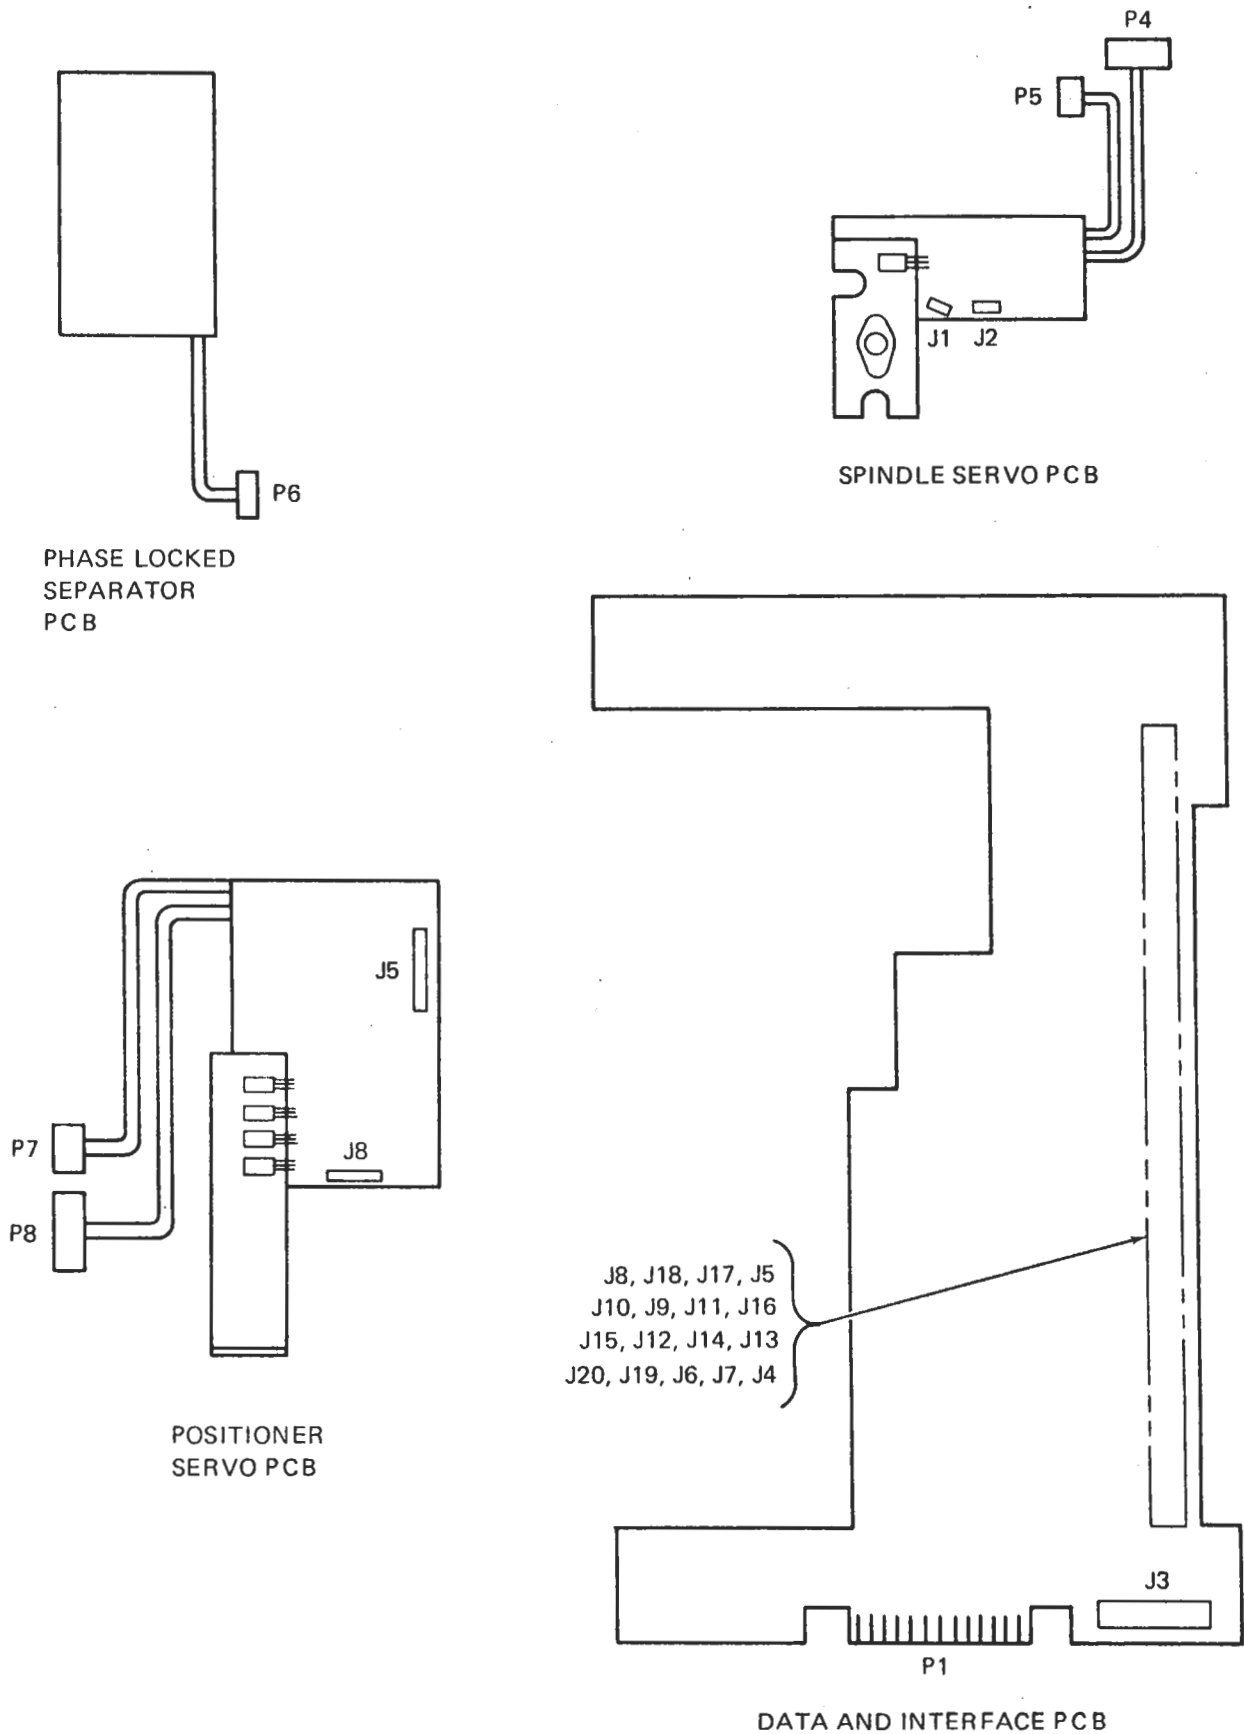 P4
P5
J1 J2
SPINDLE SERVO PCB
P6
PHASE LOCKED
SEPARATOR
PCB
J5
J8
P7
P8
POSITIONER
SERVO PCB
J8, J18, J17, J5
J10, J9, J11, J16
J15, J12, J14, J13
J20, J19, J6, J7, J4
J3
P1
DATA AND INTERFACE PCB